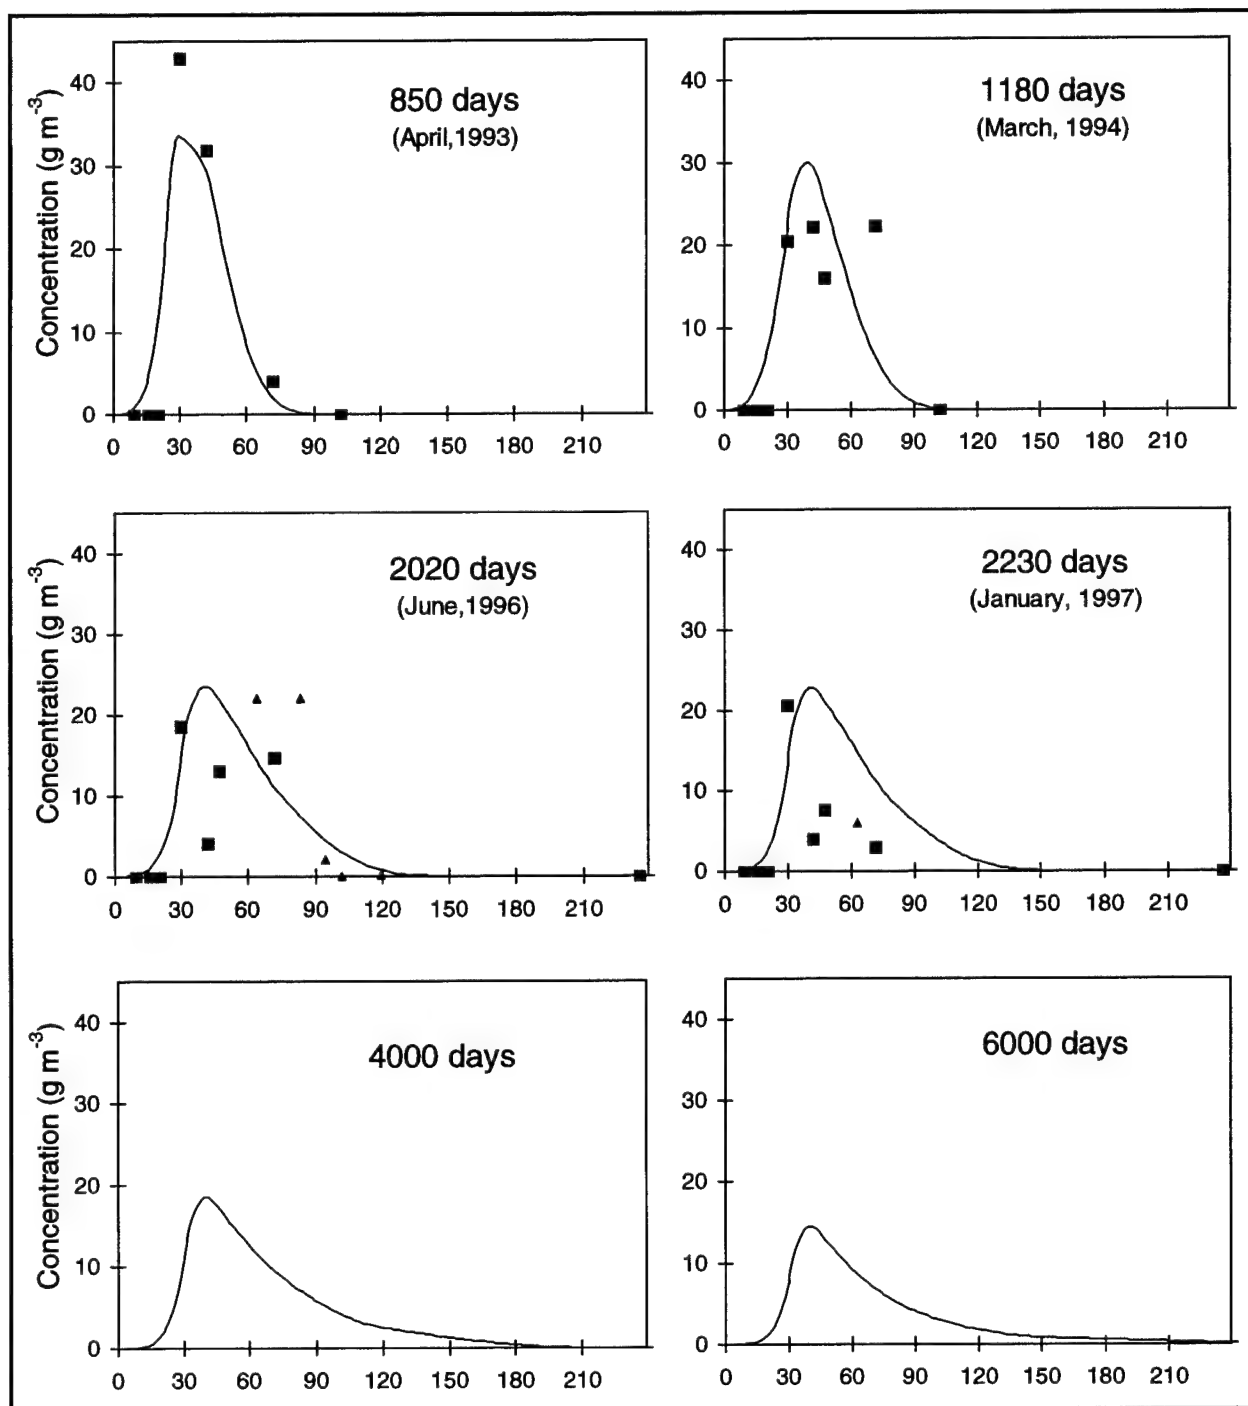 850 days
(April,1993)
Concentration (g m⁻³)
40
30
20
10
0
0 30 60 90 120 150 180 210
1180 days
(March, 1994)
40
30
20
10
0
0 30 60 90 120 150 180 210
2020 days
(June,1996)
Concentration (g m⁻³)
40
30
20
10
0
0 30 60 90 120 150 180 210
2230 days
(January, 1997)
40
30
20
10
0
0 30 60 90 120 150 180 210
4000 days
Concentration (g m⁻³)
40
30
20
10
0
0 30 60 90 120 150 180 210
6000 days
40
30
20
10
0
0 30 60 90 120 150 180 210